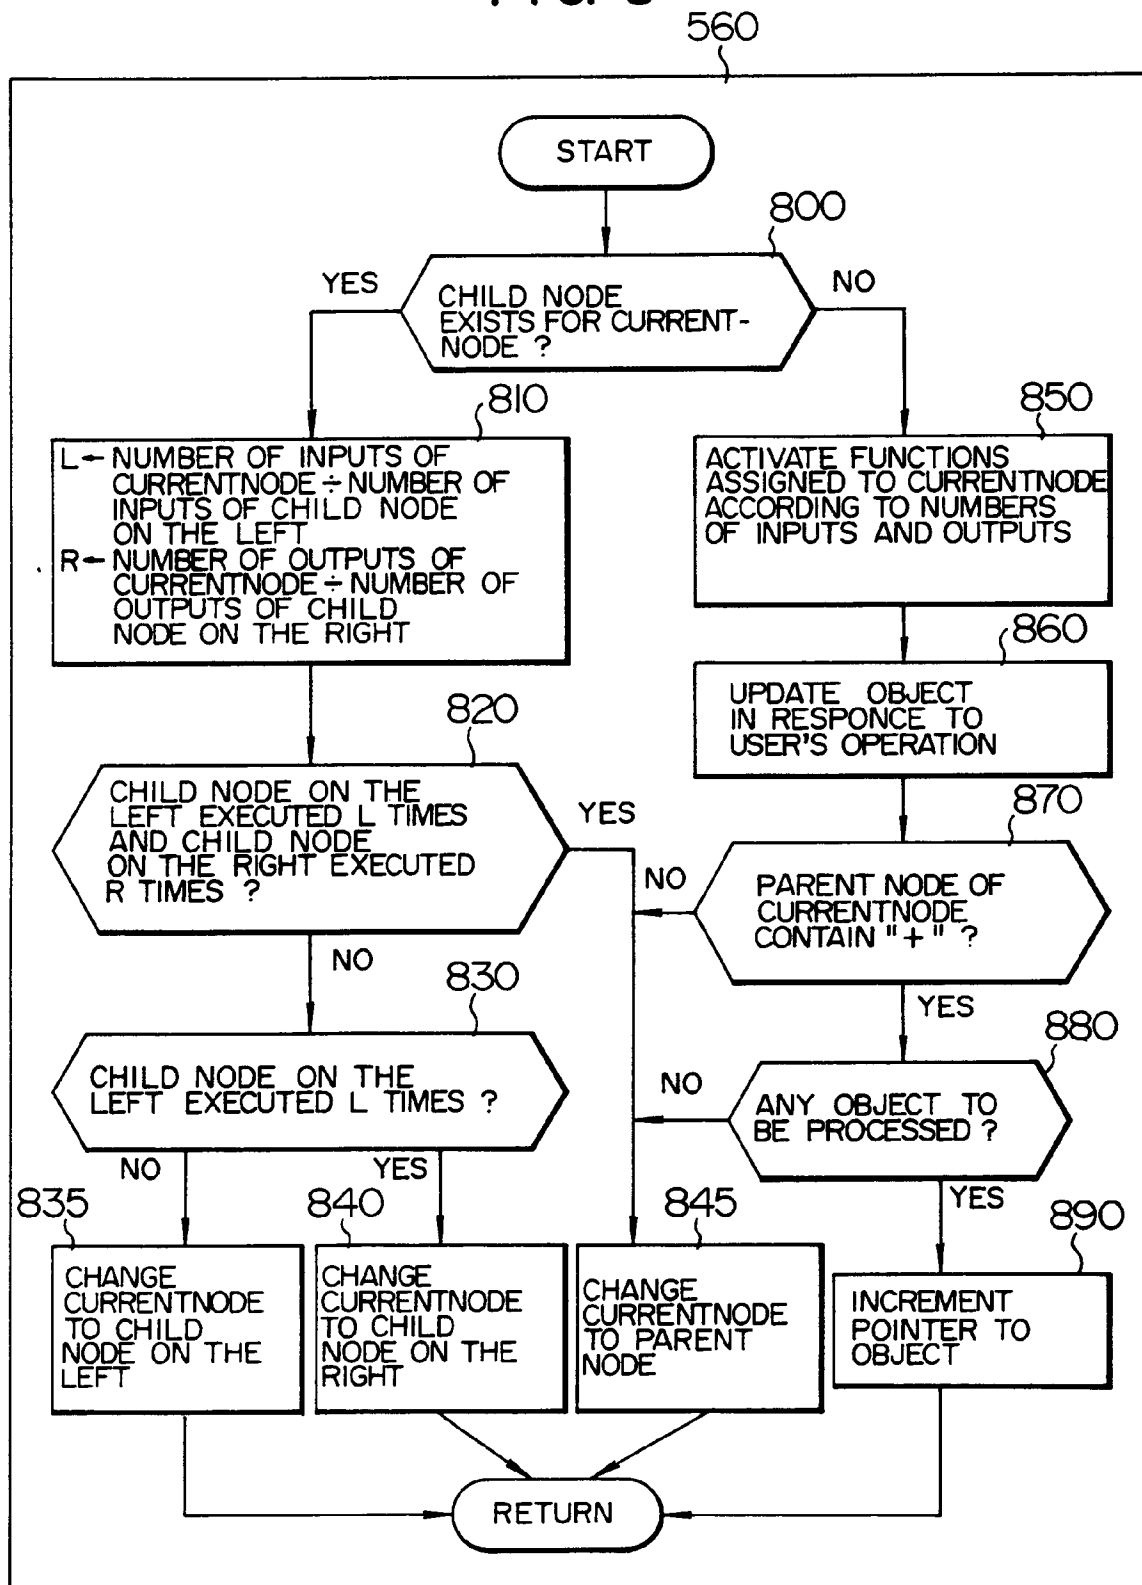 560
START
800
YES
NO
CHILD NODE
EXISTS FOR CURRENT-
NODE ?
810
L ← NUMBER OF INPUTS OF
CURRENTNODE ÷ NUMBER OF
INPUTS OF CHILD NODE
ON THE LEFT
R ← NUMBER OF OUTPUTS OF
CURRENTNODE ÷ NUMBER OF
OUTPUTS OF CHILD
NODE ON THE RIGHT
850
ACTIVATE FUNCTIONS
ASSIGNED TO CURRENTNODE
ACCORDING TO NUMBERS
OF INPUTS AND OUTPUTS
860
UPDATE OBJECT
IN RESPONCE TO
USER'S OPERATION
820
CHILD NODE ON THE
LEFT EXECUTED L TIMES
AND CHILD NODE
ON THE RIGHT EXECUTED
R TIMES ?
YES
NO
870
NO
PARENT NODE OF
CURRENTNODE
CONTAIN "+" ?
YES
830
CHILD NODE ON THE
LEFT EXECUTED L TIMES ?
NO
YES
880
NO
ANY OBJECT TO
BE PROCESSED ?
YES
835
CHANGE
CURRENTNODE
TO CHILD
NODE ON THE
LEFT
840
CHANGE
CURRENTNODE
TO CHILD
NODE ON THE
RIGHT
845
CHANGE
CURRENTNODE
TO PARENT
NODE
890
INCREMENT
POINTER TO
OBJECT
RETURN